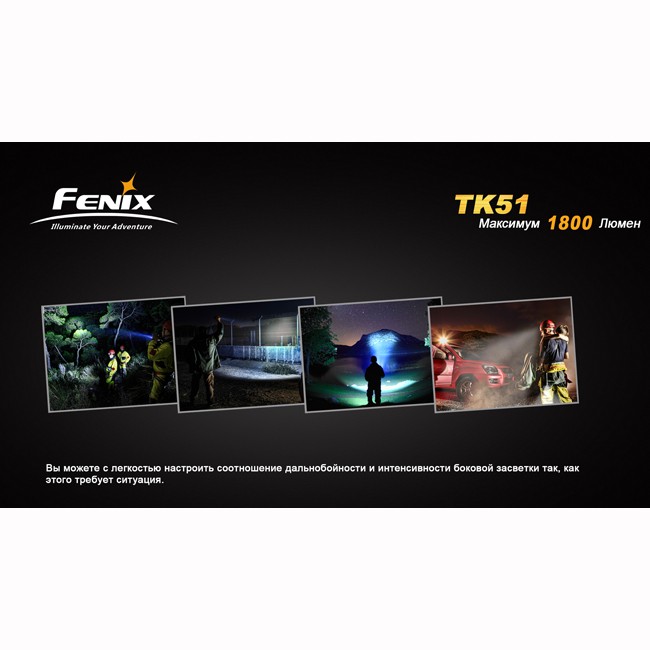 FENIX
Illuminate Your Adventure
TK51
Максимум 1800 Люмен
Вы можете с легкостью настроить соотношение дальнобойности и интенсивности боковой засветки так, как
этого требует ситуация.